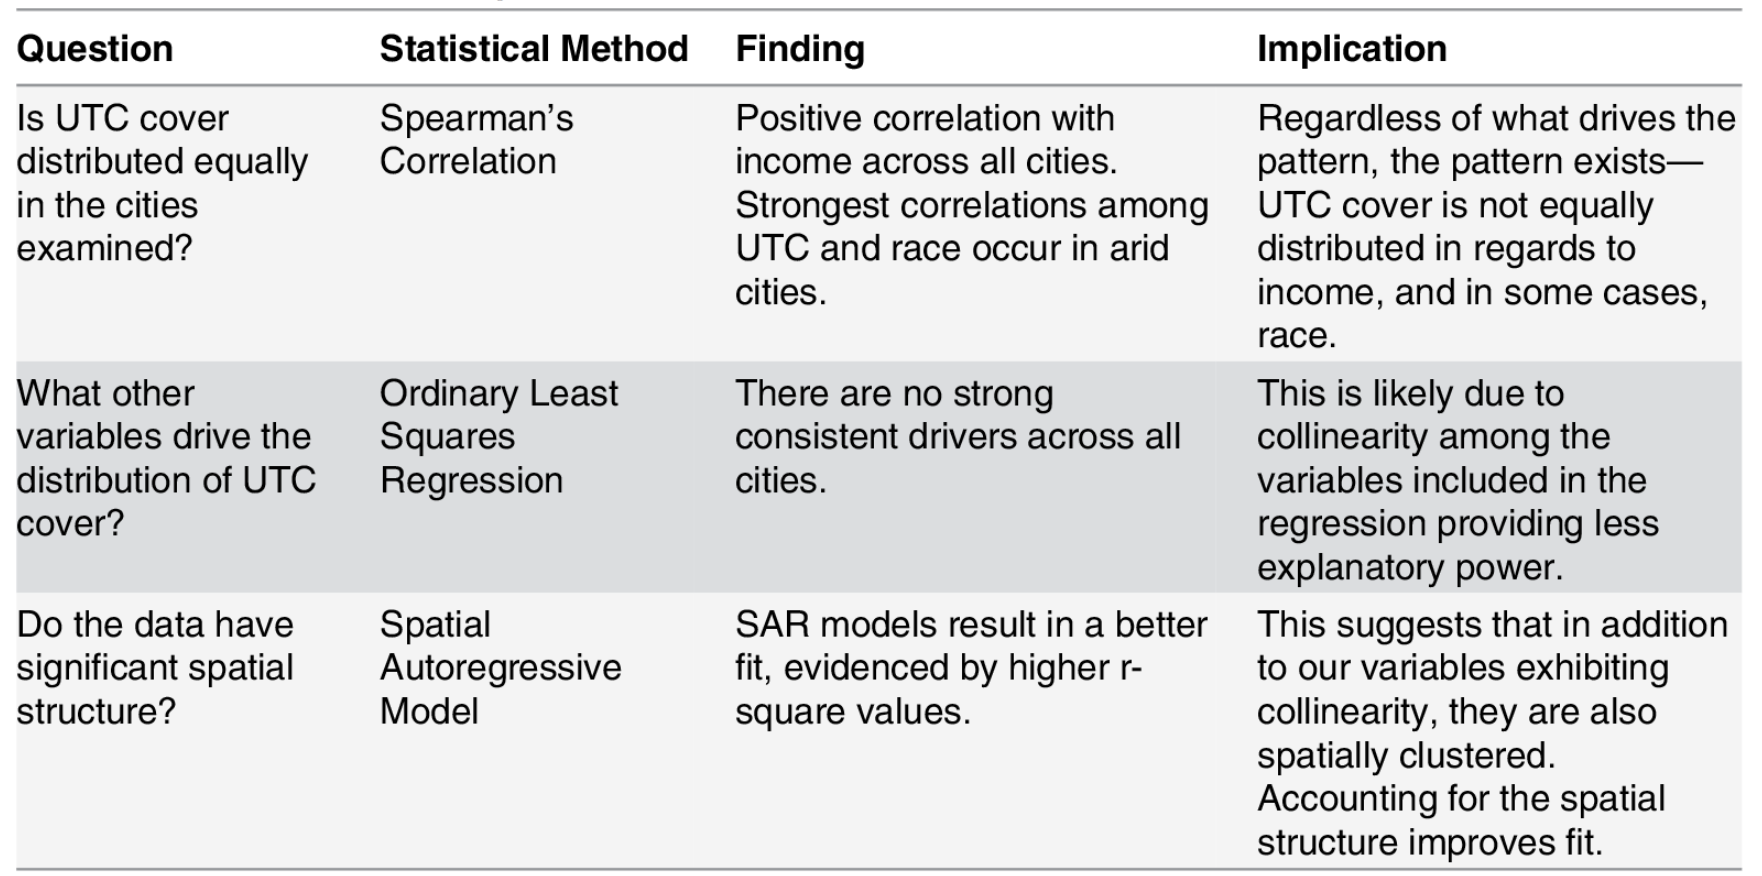 Question Statistical Method Finding Implication
Is UTC cover
distributed equally
in the cities
examined?
Spearman’s
Correlation
Positive correlation with
income across all cities.
Strongest correlations among
UTC and race occur in arid
cities.
Regardless of what drives the
pattern, the pattern exists—
UTC cover is not equally
distributed in regards to
income, and in some cases,
race.
What other
variables drive the
distribution of UTC
cover?
Ordinary Least
Squares
Regression
There are no strong
consistent drivers across all
cities.
This is likely due to
collinearity among the
variables included in the
regression providing less
explanatory power.
Do the data have
significant spatial
structure?
Spatial
Autoregressive
Model
SAR models result in a better
fit, evidenced by higher r-
square values.
This suggests that in addition
to our variables exhibiting
collinearity, they are also
spatially clustered.
Accounting for the spatial
structure improves fit.